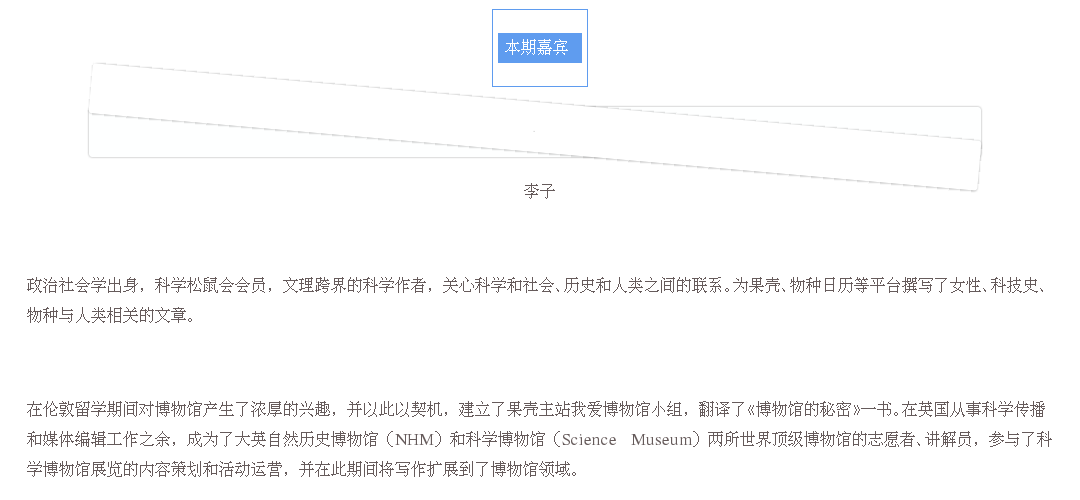 本期嘉宾
李子
政治社会学出身，科学松鼠会会员，文理跨界的科学作者，关心科学和社会、历史和人类之间的联系。为果壳、物种日历等平台撰写了女性、科技史、
物种与人类相关的文章。
在伦敦留学期间对博物馆产生了浓厚的兴趣，并以此以契机，建立了果壳主站我爱博物馆小组，翻译了《博物馆的秘密》一书。在英国从事科学传播
和媒体编辑工作之余，成为了大英自然历史博物馆（NHM）和科学博物馆（Science Museum）两所世界顶级博物馆的志愿者、讲解员，参与了科
学博物馆展览的内容策划和活动运营，并在此期间将写作扩展到了博物馆领域。